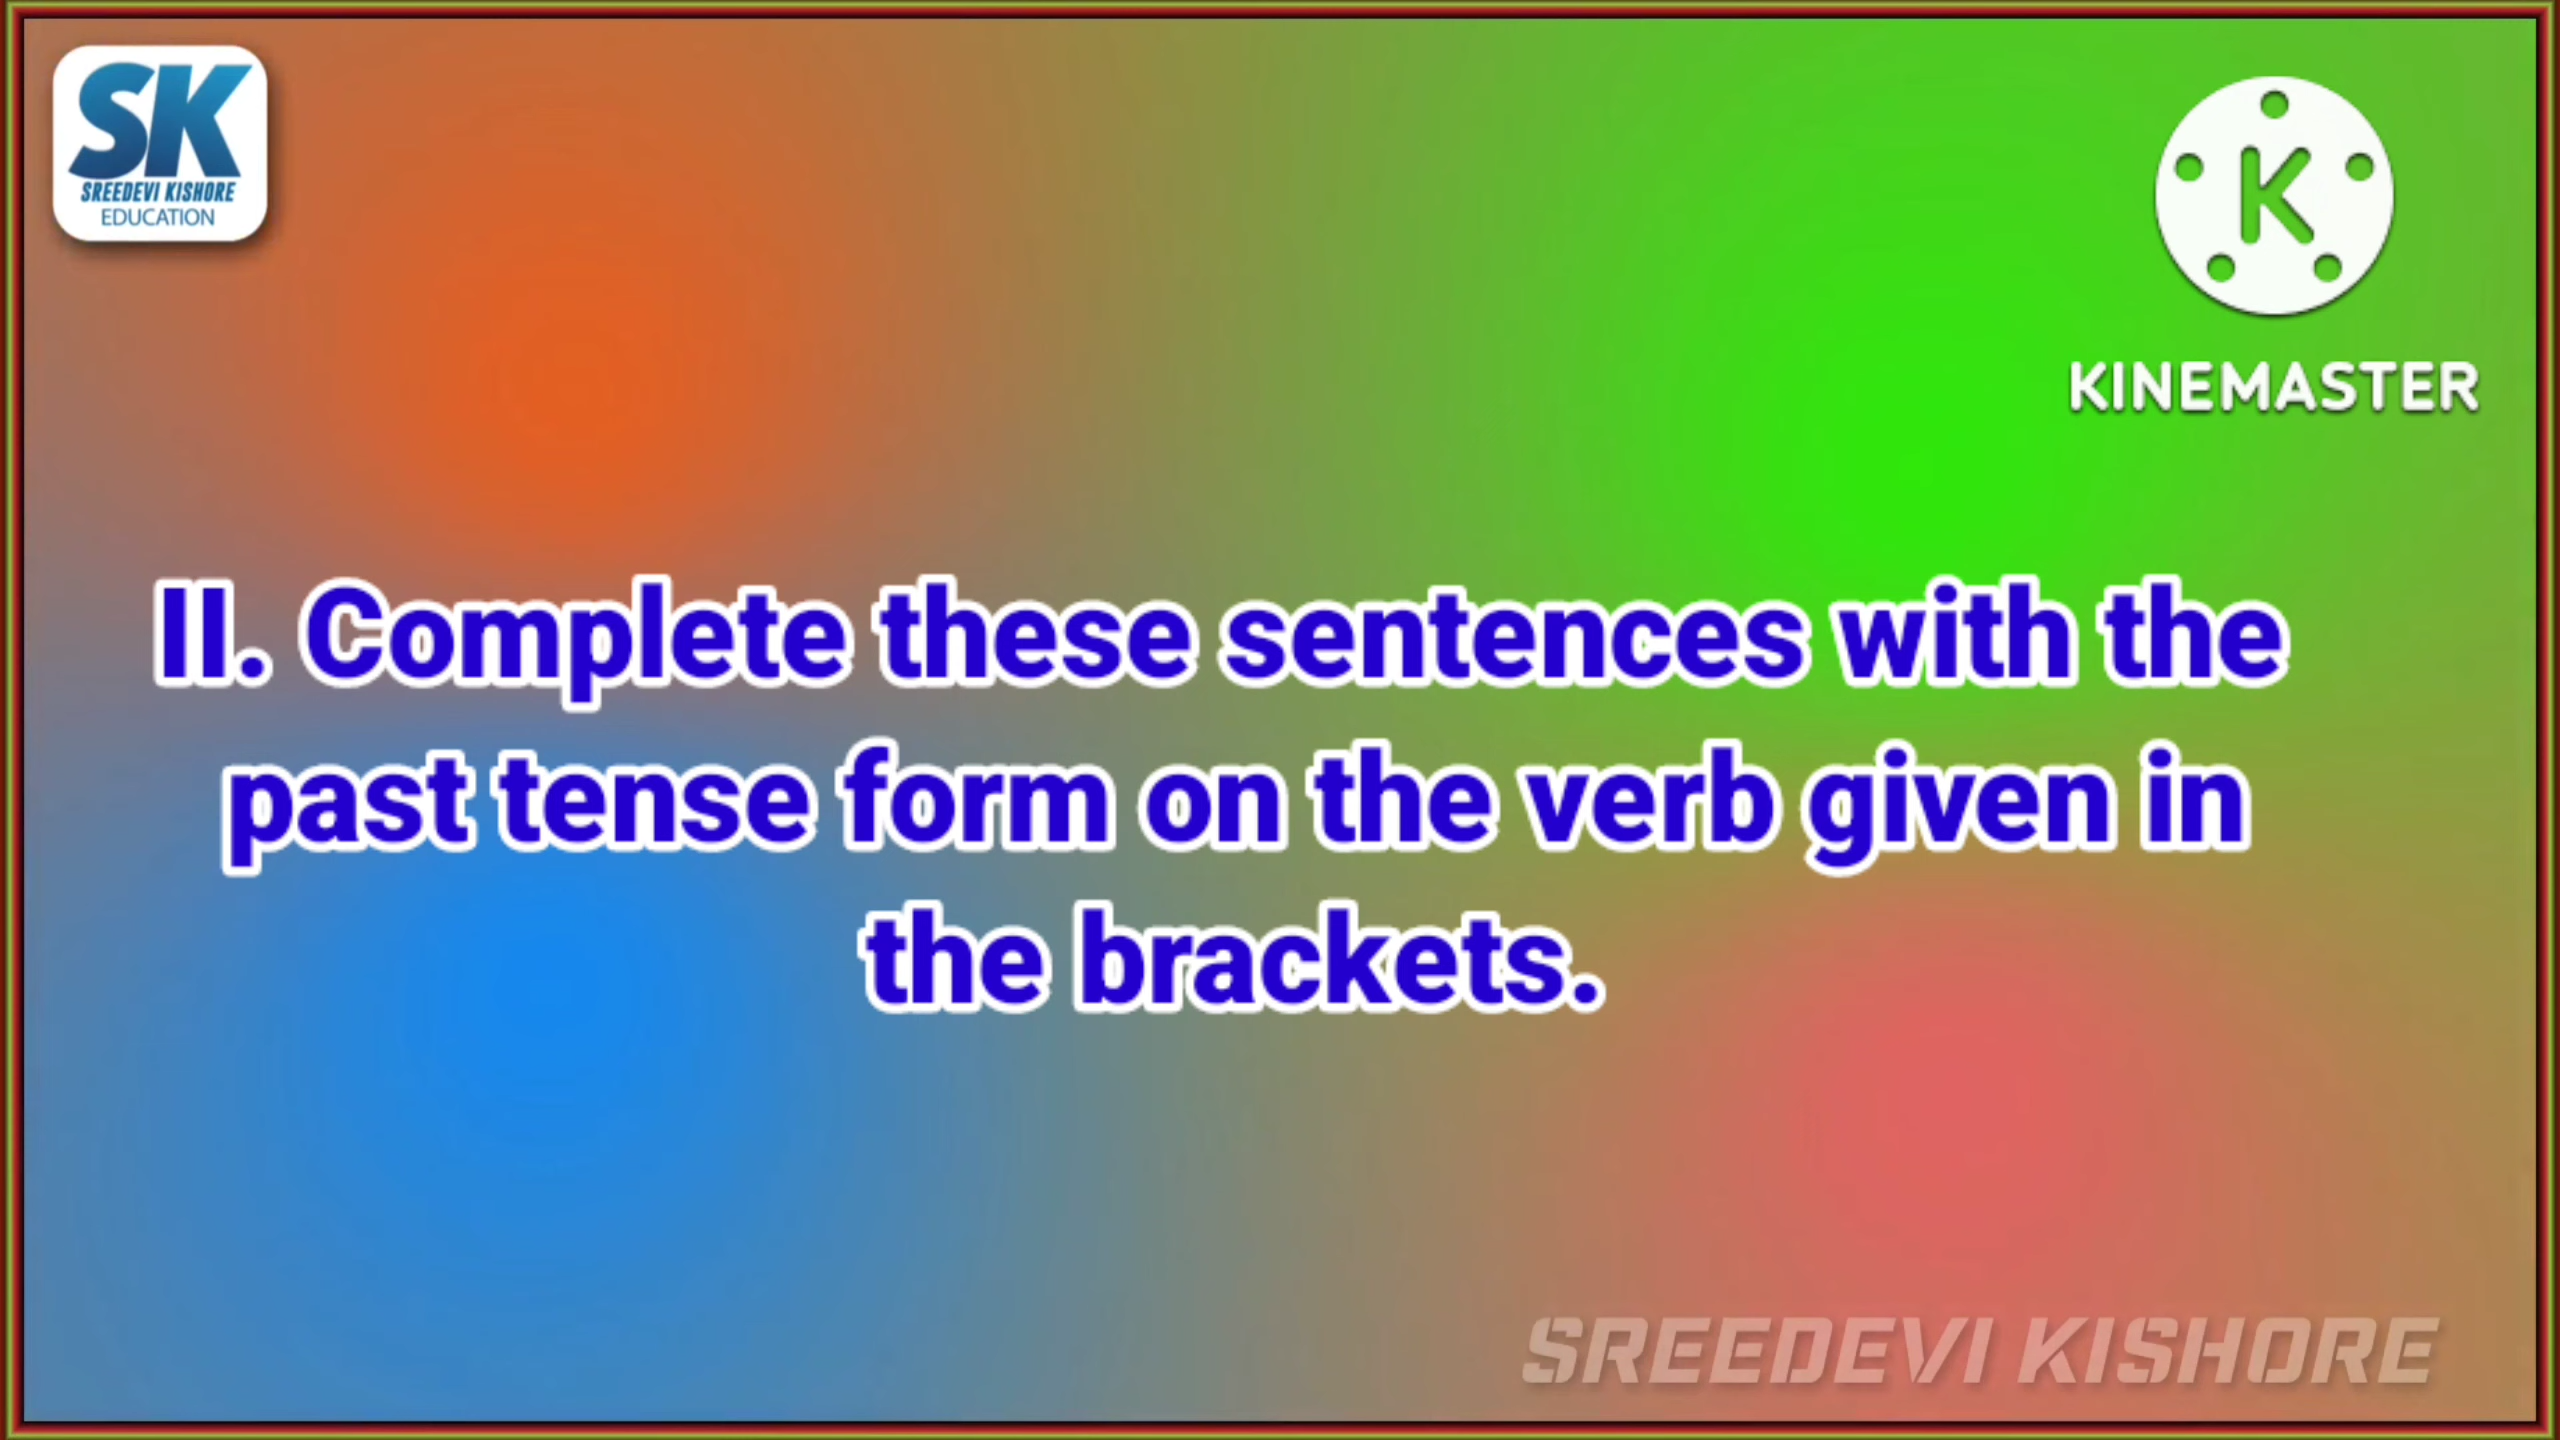 SK
SREEDEVI KISHORE
EDUCATION
K
KINEMASTER
II. Complete these sentences with the
past tense form on the verb given in
the brackets.
SREEDEVI KISHORE